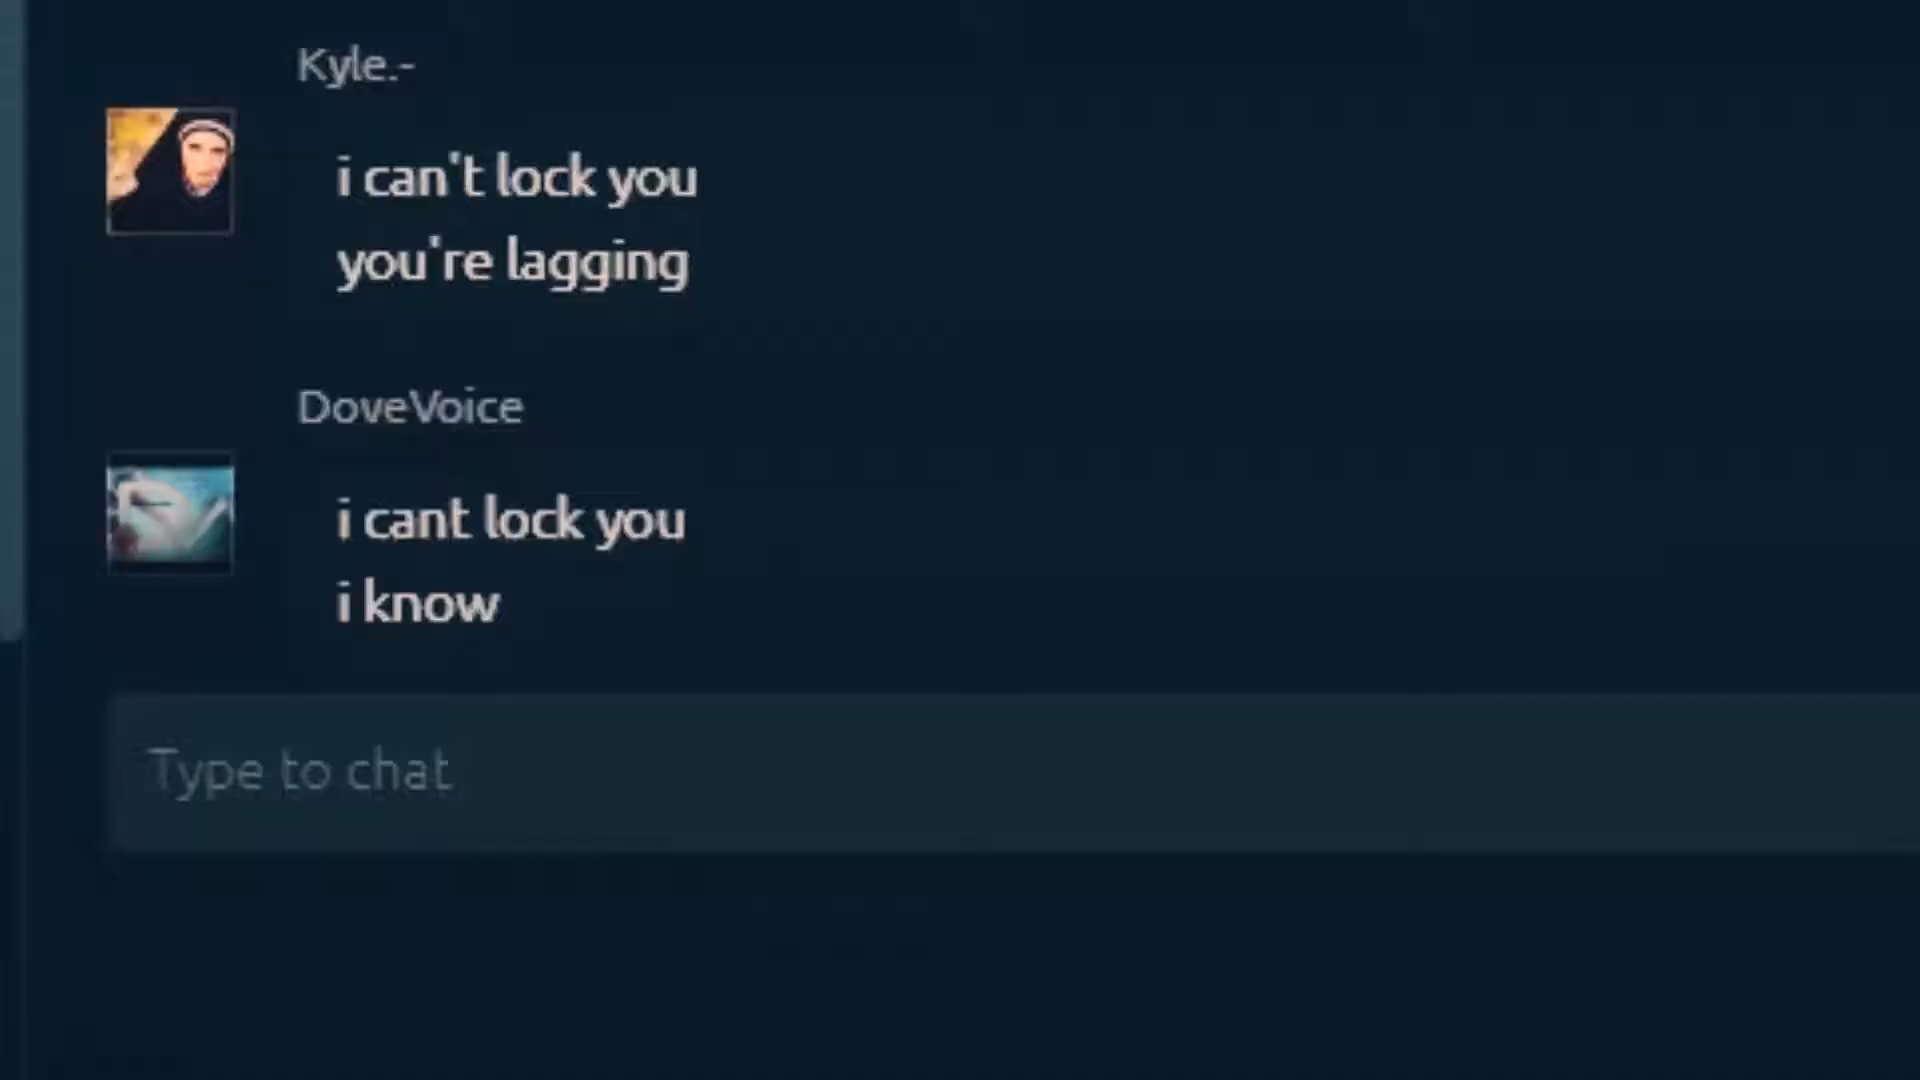 Kyle.-
i can't lock you
you're lagging
DoveVoice
i cant lock you
i know
Type to chat